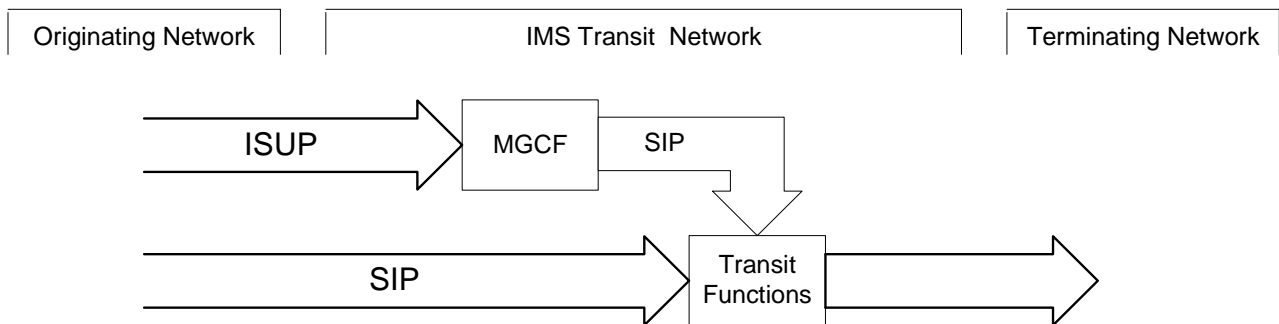 Originating Network
IMS Transit Network
Terminating Network
ISUP
MGCF
SIP
SIP
Transit
Functions